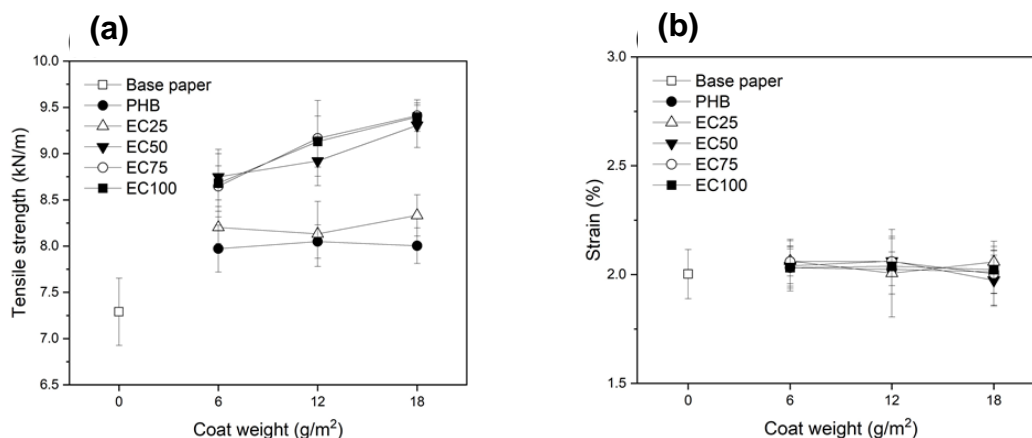 (a)
10.0
9.5
9.0
8.5
8.0
7.5
7.0
6.5
Tensile strength (kN/m)
Base paper
PHB
EC25
EC50
EC75
EC100
0 6 12 18
Coat weight (g/m²)
(b)
3.0
2.5
2.0
1.5
Strain (%)
Base paper
PHB
EC25
EC50
EC75
EC100
0 6 12 18
Coat weight (g/m²)